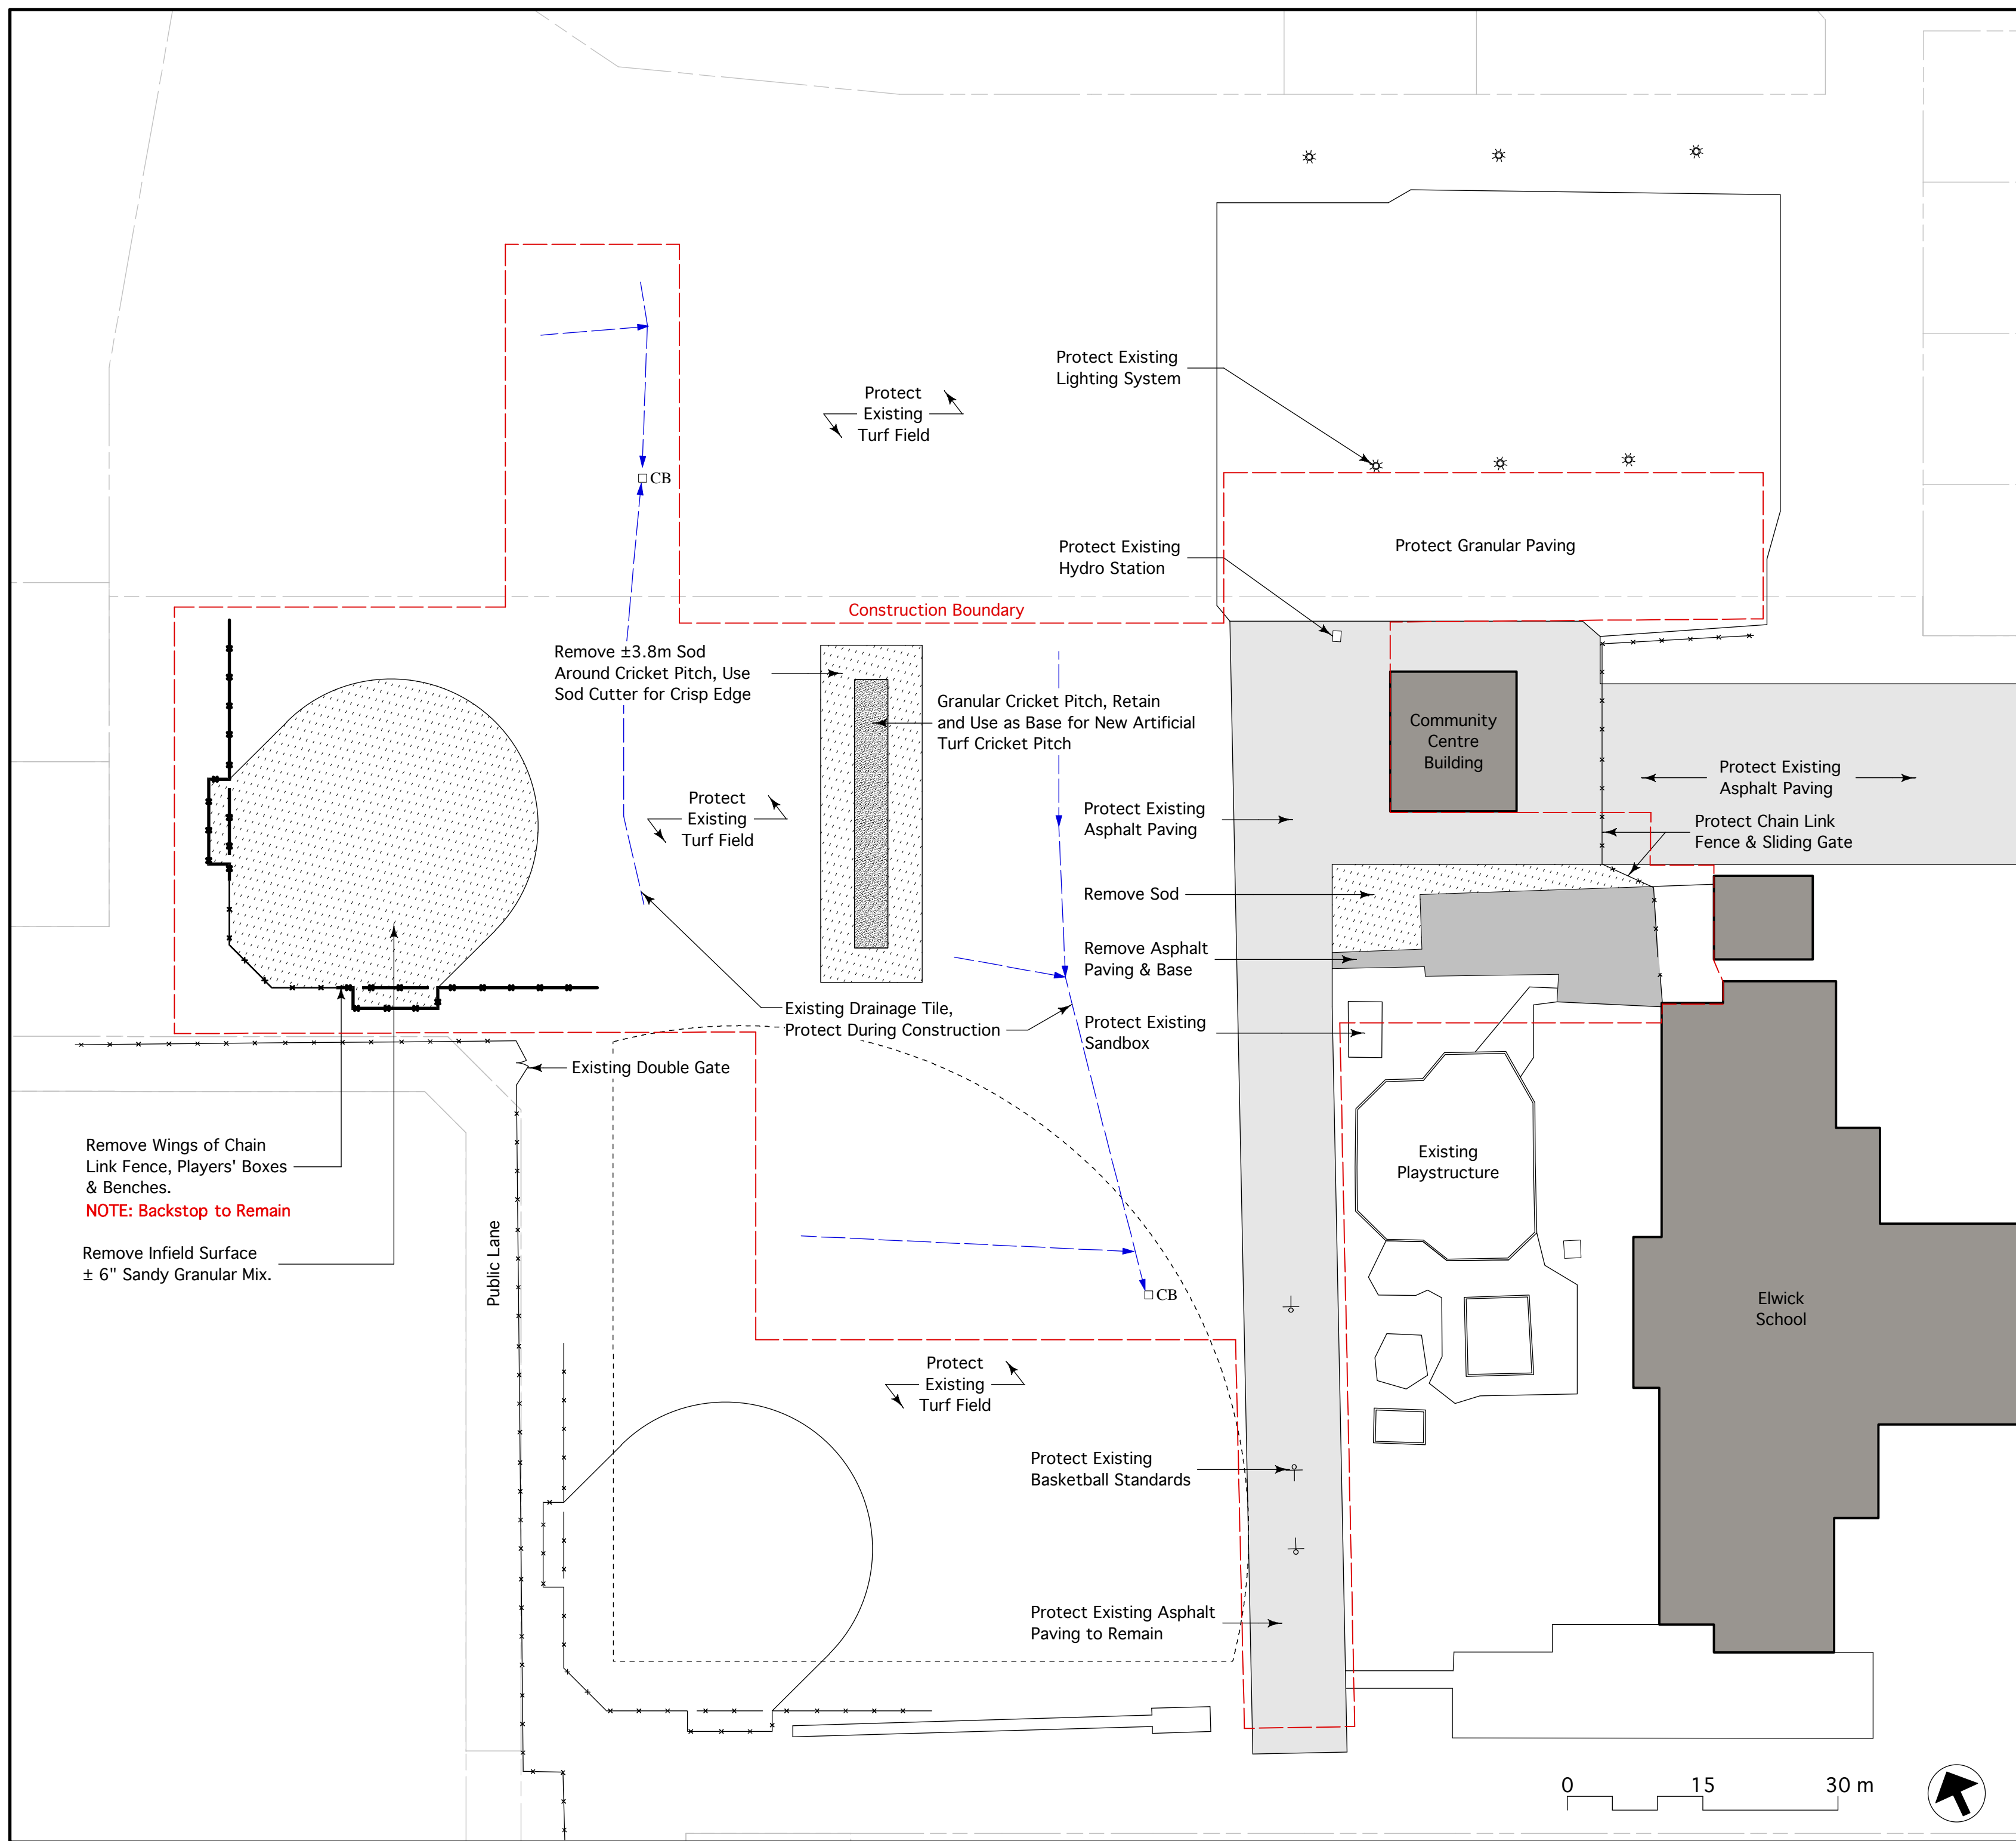 Protect Existing
Lighting System
Protect
Existing
Turf Field
CB
Protect Existing
Hydro Station
Protect Granular Paving
Construction Boundary
Remove ±3.8m Sod
Around Cricket Pitch, Use
Sod Cutter for Crisp Edge
Granular Cricket Pitch, Retain
and Use as Base for New Artificial
Turf Cricket Pitch
Community
Centre
Building
Protect Existing
Asphalt Paving
Protect
Existing
Turf Field
Protect Existing
Asphalt Paving
Protect Chain Link
Fence & Sliding Gate
Remove Sod
Remove Asphalt
Paving & Base
Existing Drainage Tile,
Protect During Construction
Protect Existing
Sandbox
Existing Double Gate
Remove Wings of Chain
Link Fence, Players' Boxes
& Benches.
NOTE: Backstop to Remain
Existing
Playstructure
Remove Infield Surface
± 6" Sandy Granular Mix.
Public Lane
CB
Elwick
School
Protect
Existing
Turf Field
Protect Existing
Basketball Standards
Protect Existing Asphalt
Paving to Remain
0 15 30 m